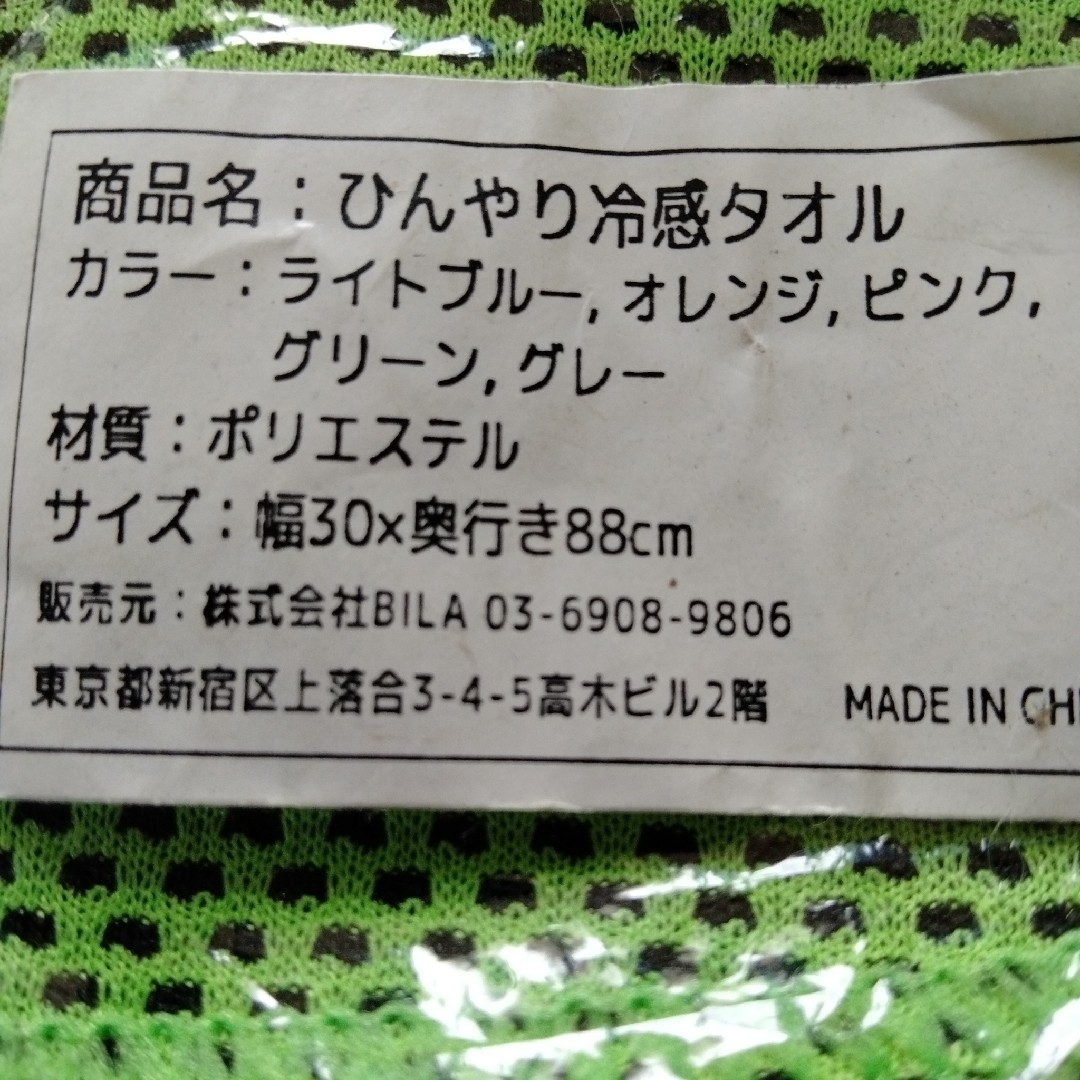 商品名：ひんやり冷感タオル
カラー：ライトブルー, オレンジ, ピンク,
グリーン, グレー
材質：ポリエステル
サイズ：幅30×奥行き88cm
販売元：株式会社BILA 03-6908-9806
東京都新宿区上落合3-4-5高木ビル2階 MADE IN